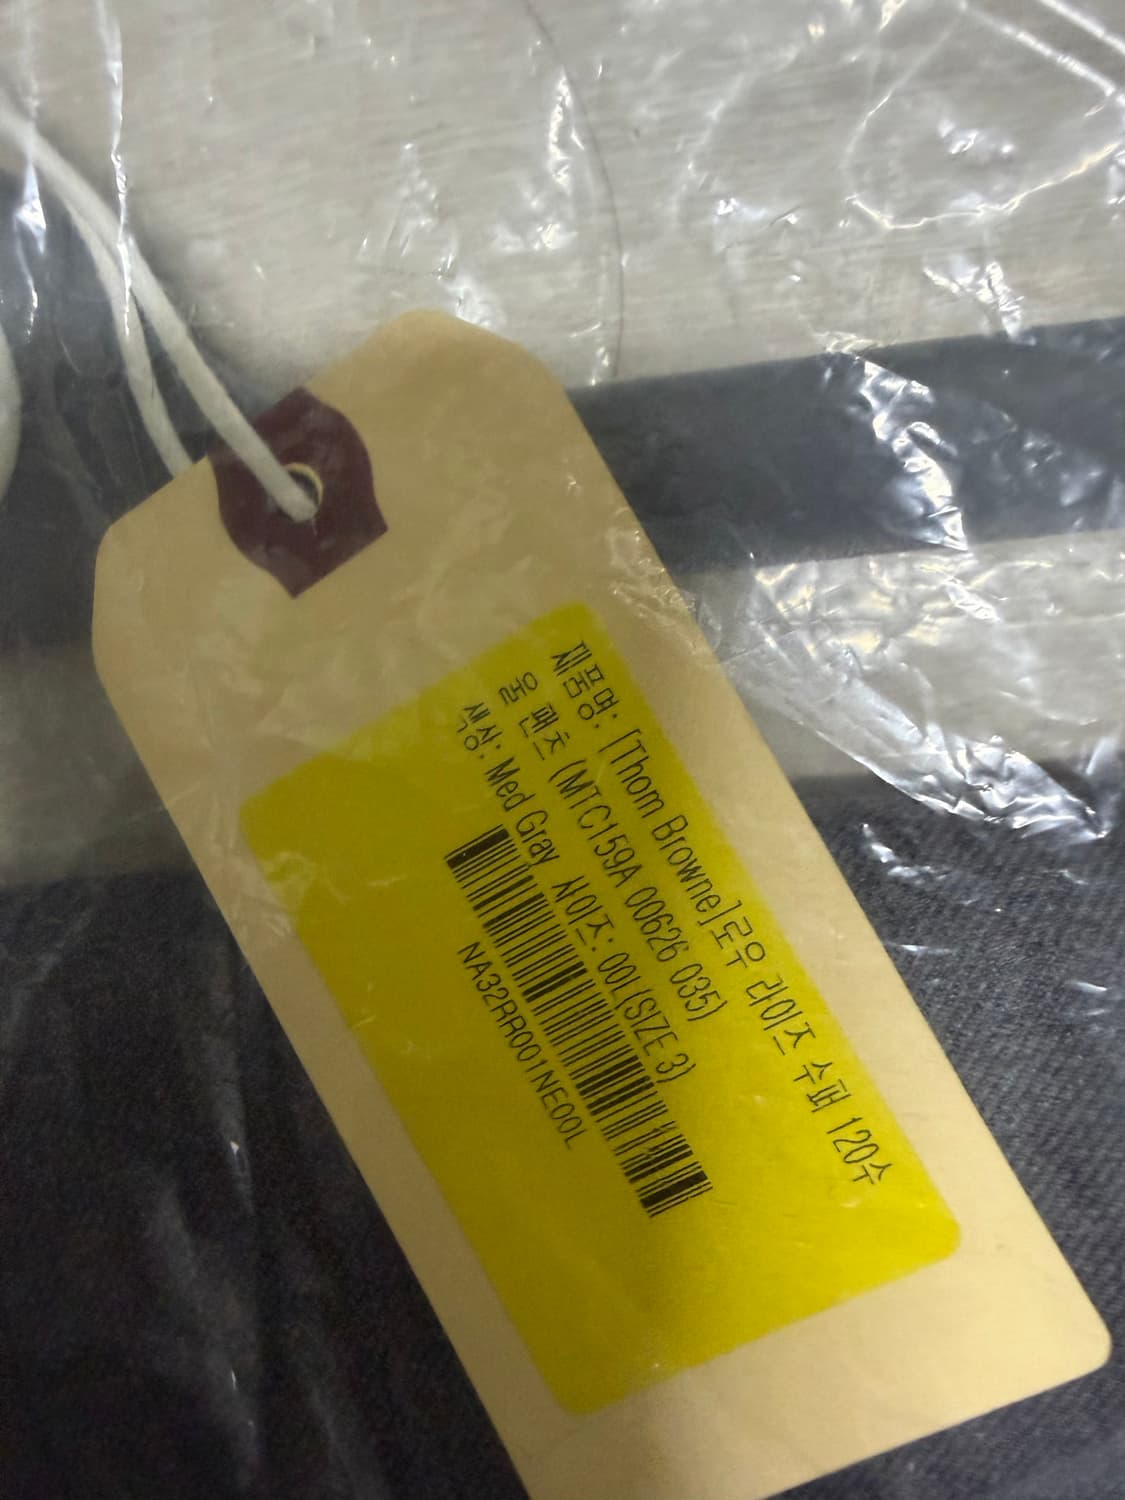 제품명: [Thom Browne]로우 라이즈 수퍼 120수
울 팬츠 (MTC159A 00626 035)
색상: Med Gray 사이즈: 00L(SIZE 3)
NA32RR001NE00L